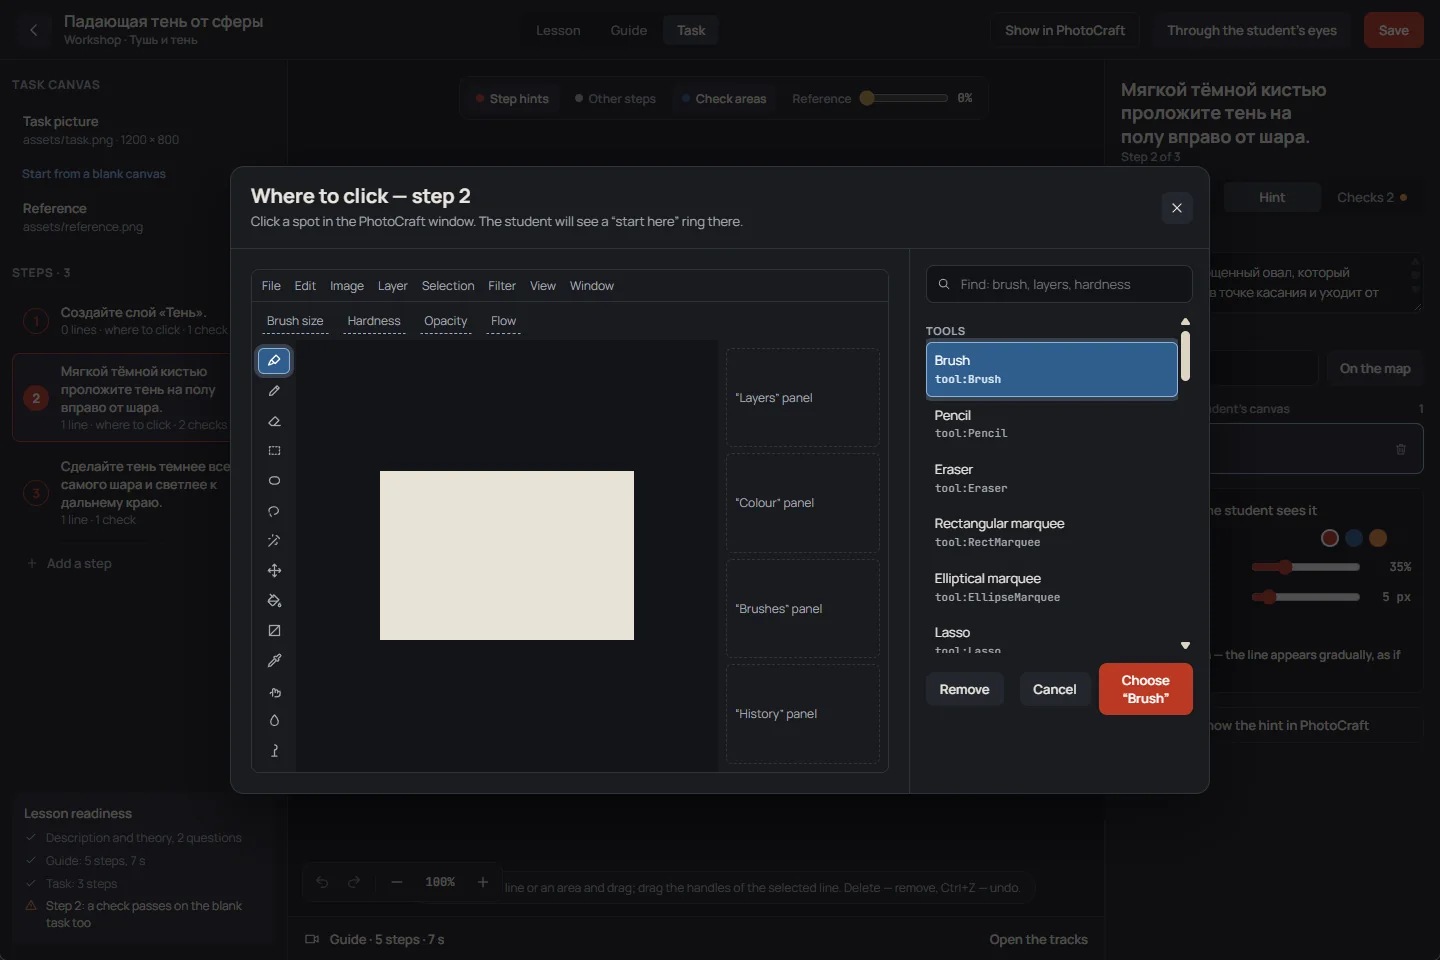 Падающая тень от сферы
Workshop · Тушь и тень
Lesson
Guide
Task
Show in PhotoCraft
Through the student's eyes
Save
TASK CANVAS
Task picture
assets/task.png · 1200 × 800
Start from a blank canvas
Reference
assets/reference.png
STEPS · 3
1
Создайте слой «Тень».
0 lines · where to click · 1 check
2
Мягкой тёмной кистью
проложите тень на полу
вправо от шара.
1 line · where to click · 2 checks
3
Сделайте тень темнее все
самого шара и светлее к
дальнему краю.
1 line · 1 check
+ Add a step
Lesson readiness
Description and theory, 2 questions
Guide: 5 steps, 7 s
Task: 3 steps
Step 2: a check passes on the blank
task too
Step hints
Other steps
Check areas
Reference
0%
Where to click — step 2
Click a spot in the PhotoCraft window. The student will see a “start here” ring there.
File
Edit
Image
Layer
Selection
Filter
View
Window
Brush size
Hardness
Opacity
Flow
“Layers” panel
“Colour” panel
“Brushes” panel
“History” panel
Find: brush, layers, hardness
TOOLS
Brush
tool:Brush
Pencil
tool:Pencil
Eraser
tool:Eraser
Rectangular marquee
tool:RectMarquee
Elliptical marquee
tool:EllipseMarquee
Lasso
tool:Lasso
Remove
Cancel
Choose
“Brush”
100%
line or an area and drag; drag the handles of the selected line. Delete — remove, Ctrl+Z — undo.
Guide · 5 steps · 7 s
Open the tracks
Мягкой тёмной кистью
проложите тень на
полу вправо от шара.
Step 2 of 3
Hint
Checks 2
щенный овал, который
в точке касания и уходит от
On the map
dent's canvas
1
he student sees it
35%
5 px
— the line appears gradually, as if
how the hint in PhotoCraft